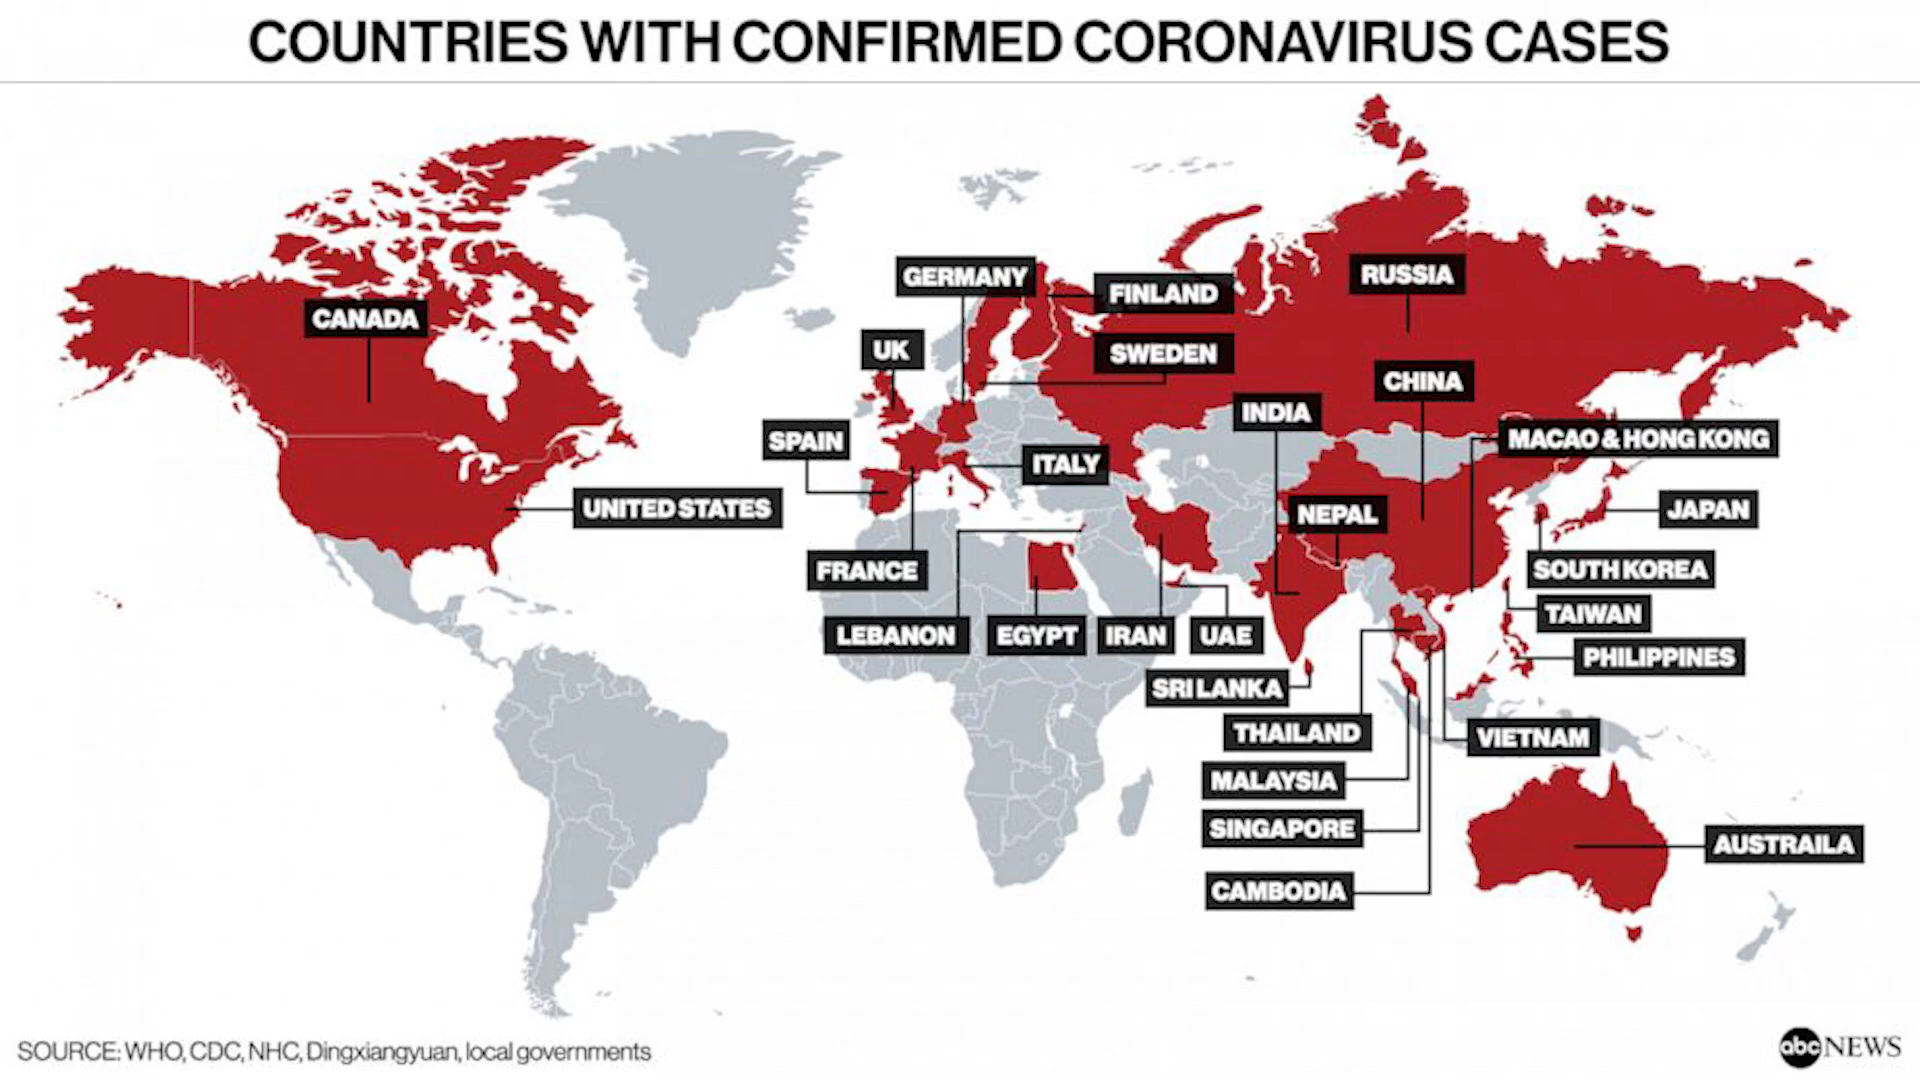 COUNTRIES WITH CONFIRMED CORONAVIRUS CASES
GERMANY
RUSSIA
FINLAND
CANADA
UK
SWEDEN
CHINA
INDIA
SPAIN
MACAO & HONG KONG
ITALY
UNITED STATES
NEPAL
JAPAN
FRANCE
SOUTH KOREA
TAIWAN
LEBANON
EGYPT
IRAN
UAE
PHILIPPINES
SRI LANKA
THAILAND
VIETNAM
MALAYSIA
SINGAPORE
AUSTRAILA
CAMBODIA
SOURCE: WHO, CDC, NHC, Dingxiangyuan, local governments
abc NEWS